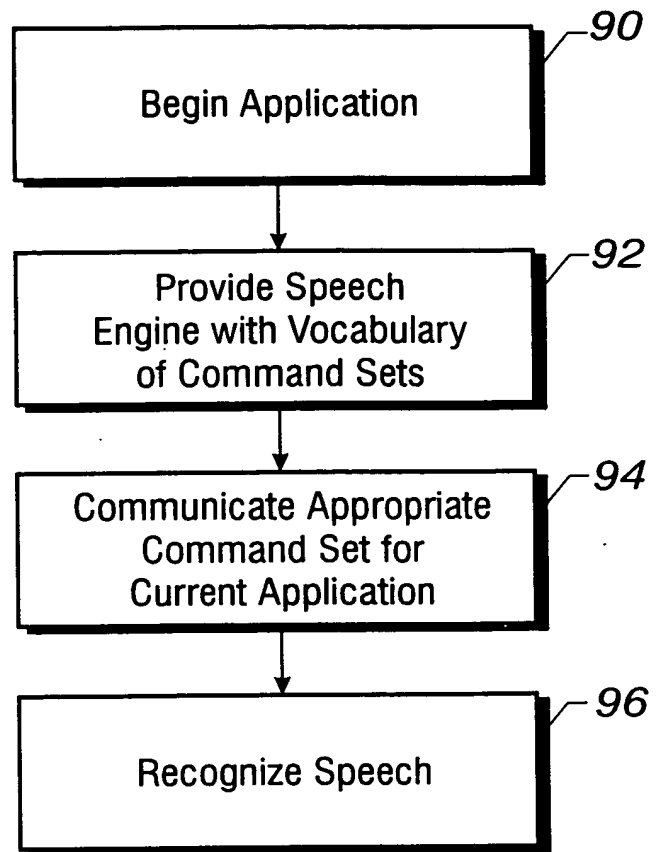 90
Begin Application
92
Provide Speech
Engine with Vocabulary
of Command Sets
94
Communicate Appropriate
Command Set for
Current Application
96
Recognize Speech